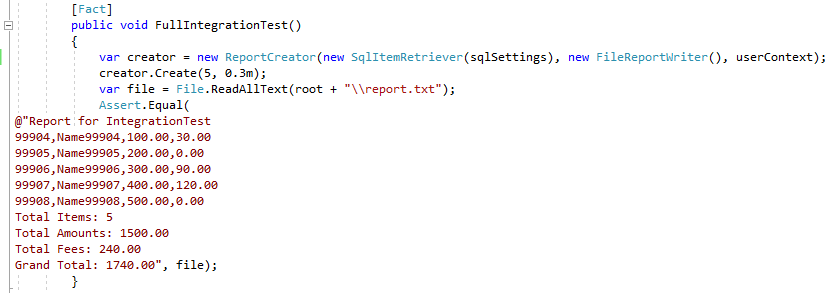 [Fact]
public void FullIntegrationTest()
{
var creator = new ReportCreator(new SqlItemRetriever(sqlSettings), new FileReportWriter(), userContext);
creator.Create(5, 0.3m);
var file = File.ReadAllText(root + "\\report.txt");
Assert.Equal(
@"Report for IntegrationTest
99904,Name99904,100.00,30.00
99905,Name99905,200.00,0.00
99906,Name99906,300.00,90.00
99907,Name99907,400.00,120.00
99908,Name99908,500.00,0.00
Total Items: 5
Total Amounts: 1500.00
Total Fees: 240.00
Grand Total: 1740.00", file);
}